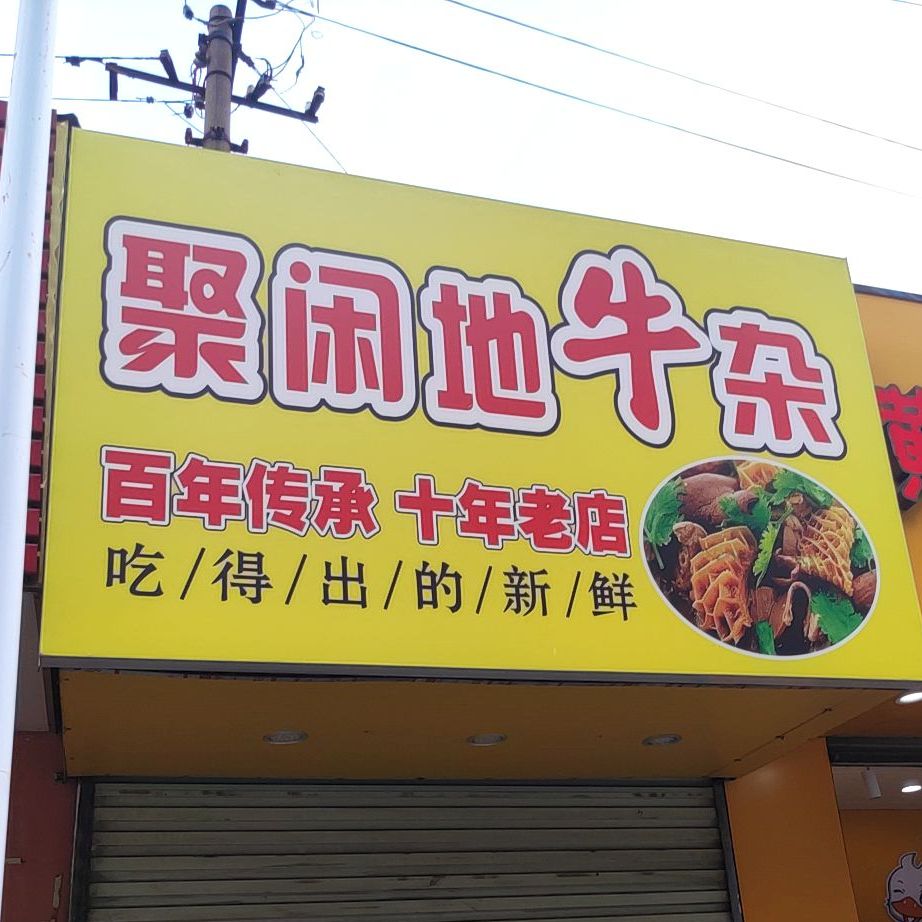 聚闲地牛杂
百年传承 十年老店
吃/得/出/的/新/鲜